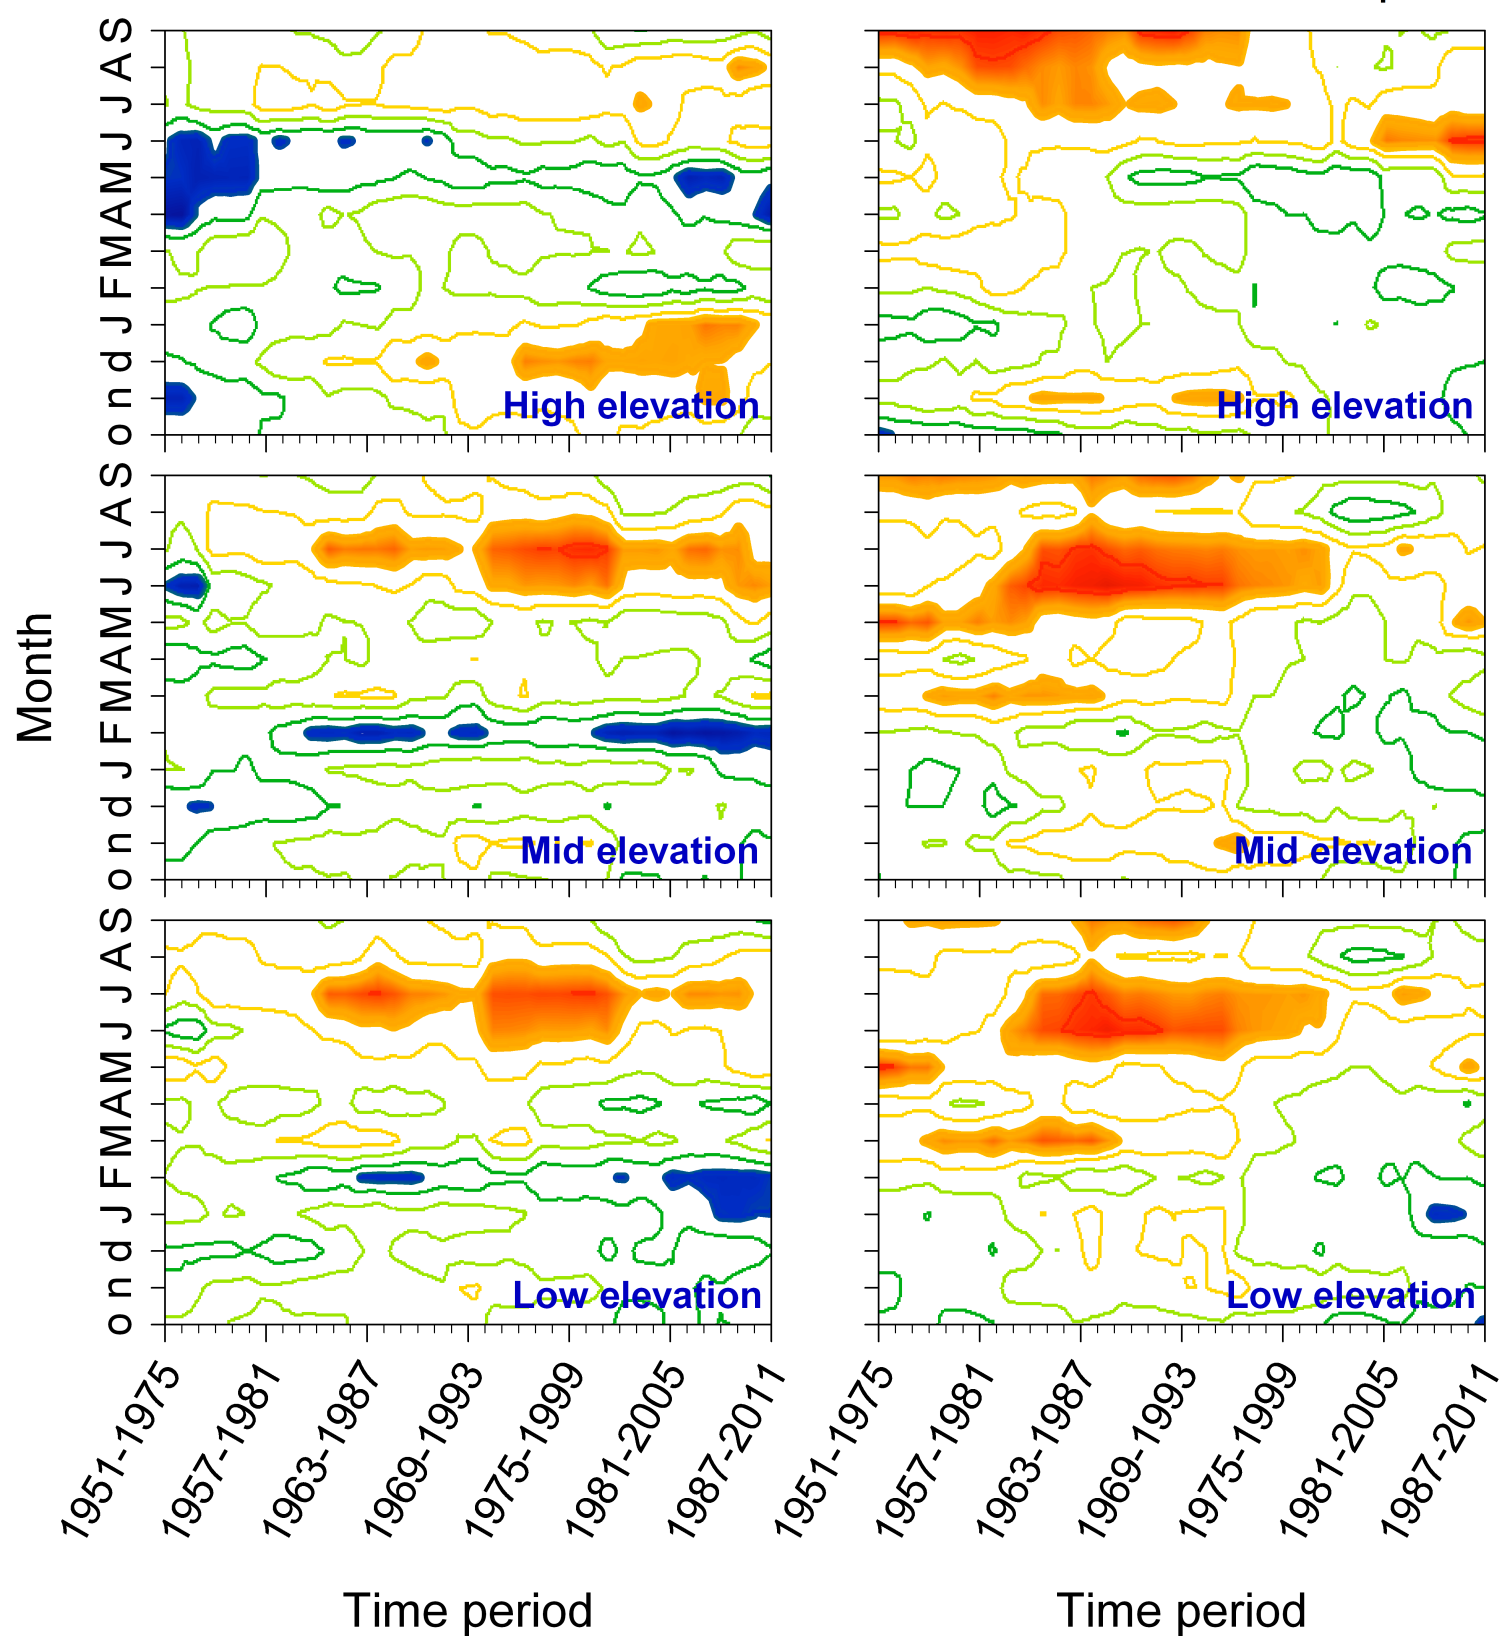 S
A
J
J
M
A
M
F
J
d
n
o
High elevation
High elevation
S
A
J
J
M
A
M
F
J
d
n
o
Mid elevation
Mid elevation
Month
S
A
J
J
M
A
M
F
J
d
n
o
Low elevation
Low elevation
1951-1975
1957-1981
1963-1987
1969-1993
1975-1999
1981-2005
1987-2011
1951-1975
1957-1981
1963-1987
1969-1993
1975-1999
1981-2005
1987-2011
Time period
Time period